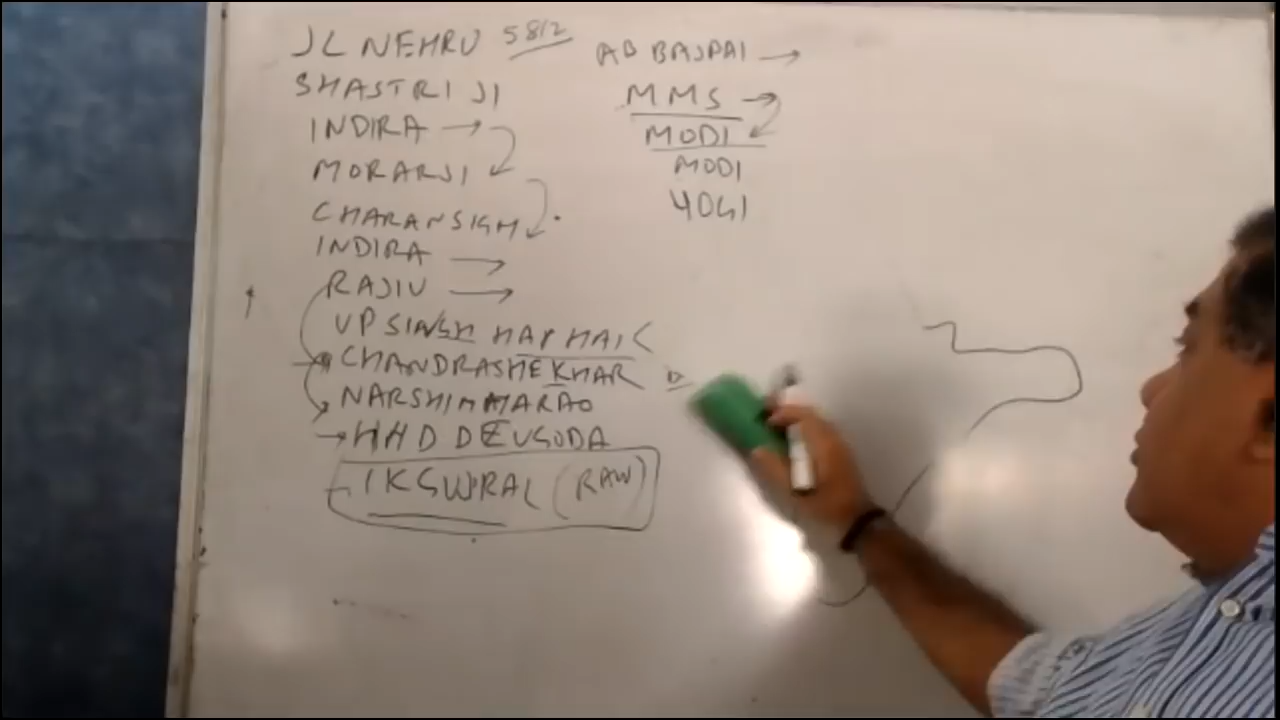 JL NEHRU 5812
SHASTRI JI
INDIRA
MORARJI
CHARANSIGH
INDIRA
RAJIV
VP SINGH
CHANDRASHEKHAR
NARSHIMHARAO
HHD DEVGODA
IKGWRAL (RAW)
AB BAJPAI
MMS
MODI
MODI
YOGI